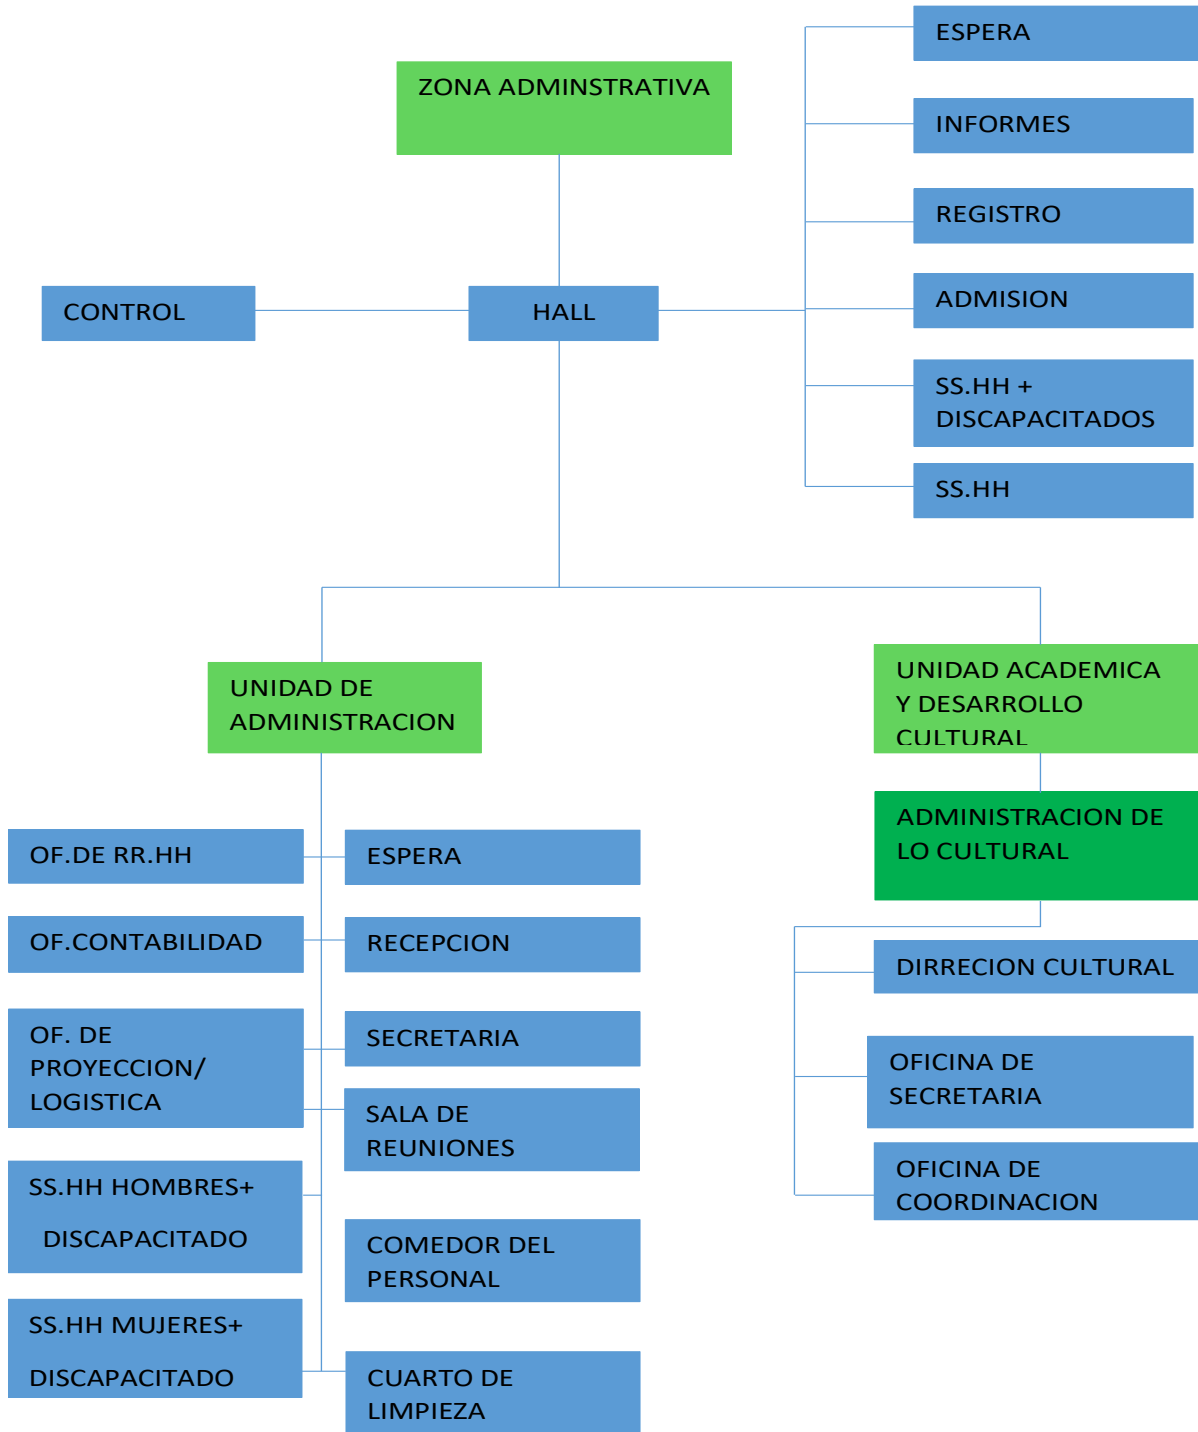 ESPERA
ZONA ADMINSTRATIVA
INFORMES
REGISTRO
ADMISION
CONTROL
HALL
SS.HH +
DISCAPACITADOS
SS.HH
UNIDAD DE
ADMINISTRACION
UNIDAD ACADEMICA
Y DESARROLLO
CULTURAL
ADMINISTRACION DE
LO CULTURAL
OF.DE RR.HH
OF.CONTABILIDAD
OF. DE
PROYECCION/
LOGISTICA
SS.HH HOMBRES+
DISCAPACITADO
SS.HH MUJERES+
DISCAPACITADO
ESPERA
RECEPCION
SECRETARIA
SALA DE
REUNIONES
COMEDOR DEL
PERSONAL
CUARTO DE
LIMPIEZA
DIRRECION CULTURAL
OFICINA DE
SECRETARIA
OFICINA DE
COORDINACION